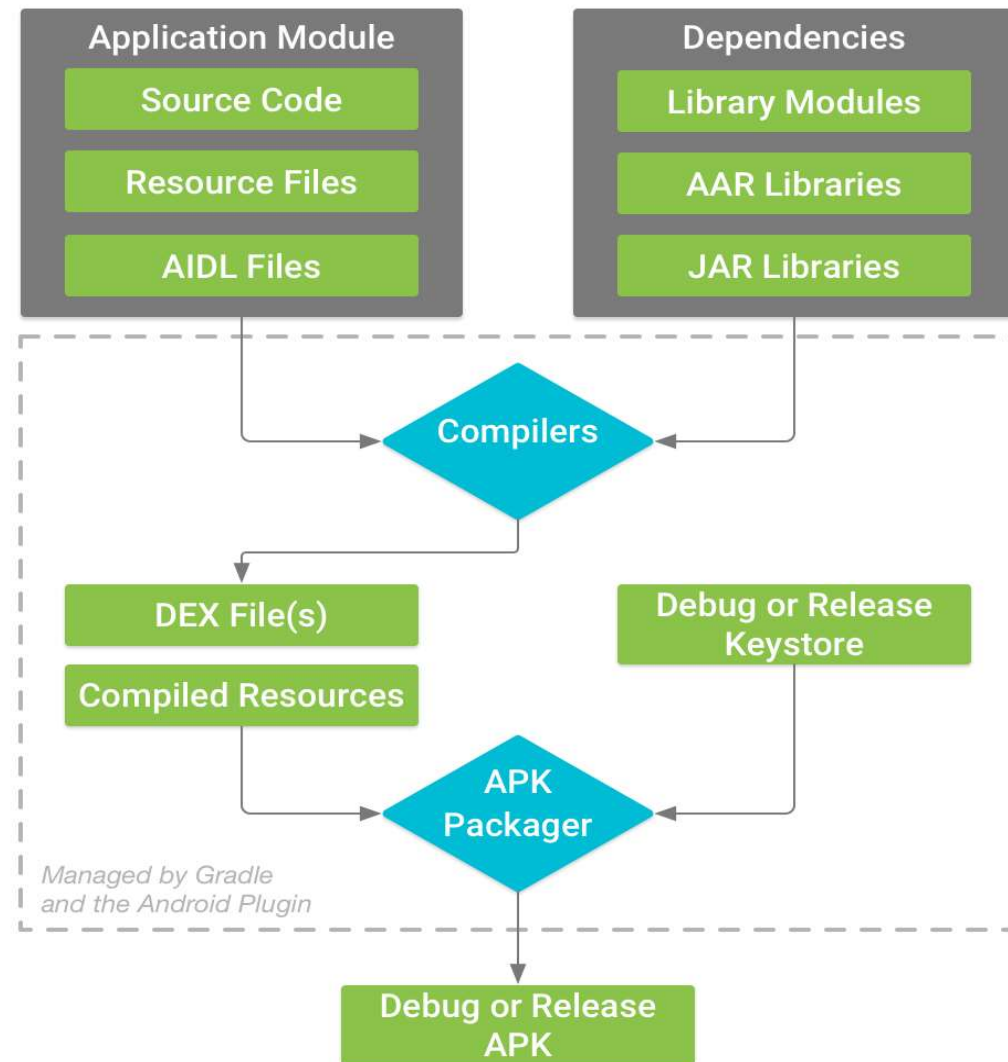 Application Module
Source Code
Resource Files
AIDL Files
Dependencies
Library Modules
AAR Libraries
JAR Libraries
Compilers
DEX File(s)
Compiled Resources
Debug or Release
Keystore
APK
Packager
Managed by Gradle
and the Android Plugin
Debug or Release
APK